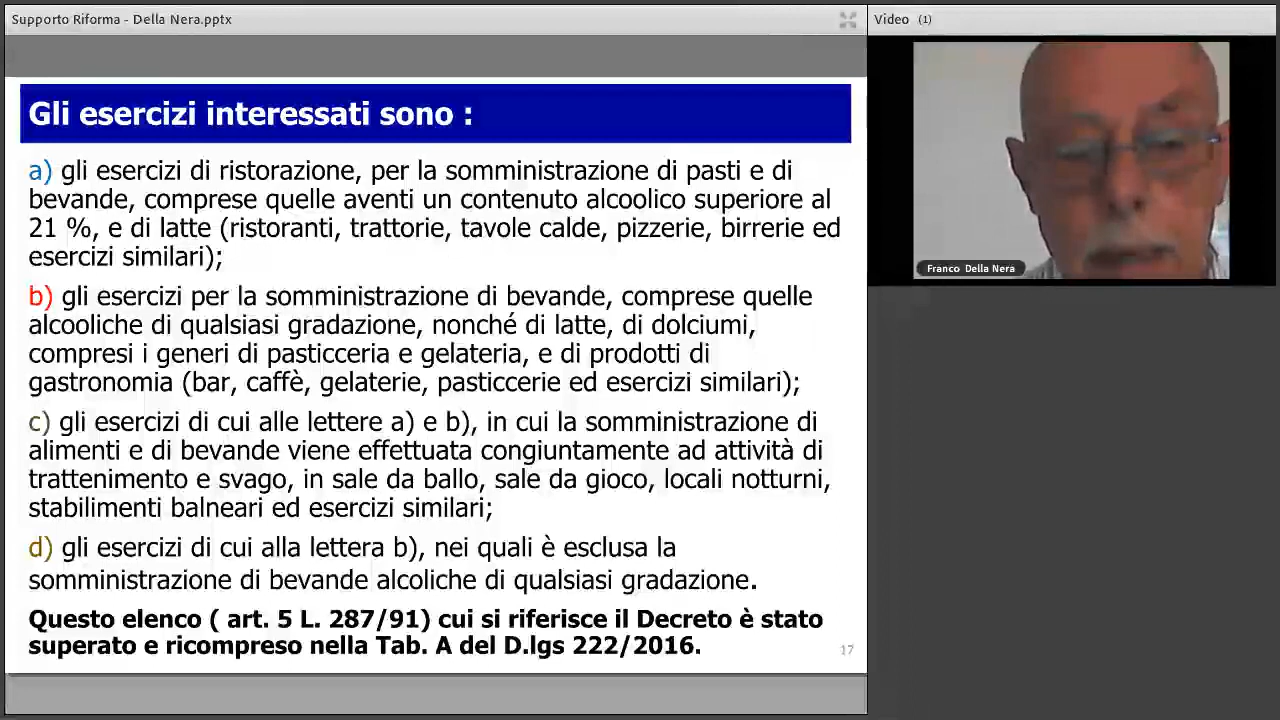 Supporto Riforma - Della Nera.pptx
Video (1)
Gli esercizi interessati sono :
a) gli esercizi di ristorazione, per la somministrazione di pasti e di
bevande, comprese quelle aventi un contenuto alcoolico superiore al
21 %, e di latte (ristoranti, trattorie, tavole calde, pizzerie, birrerie ed
esercizi similari);
b) gli esercizi per la somministrazione di bevande, comprese quelle
alcooliche di qualsiasi gradazione, nonché di latte, di dolciumi,
compresi i generi di pasticceria e gelateria, e di prodotti di
gastronomia (bar, caffè, gelaterie, pasticcerie ed esercizi similari);
c) gli esercizi di cui alle lettere a) e b), in cui la somministrazione di
alimenti e di bevande viene effettuata congiuntamente ad attività di
trattenimento e svago, in sale da ballo, sale da gioco, locali notturni,
stabilimenti balneari ed esercizi similari;
d) gli esercizi di cui alla lettera b), nei quali è esclusa la
somministrazione di bevande alcoliche di qualsiasi gradazione.
Questo elenco ( art. 5 L. 287/91) cui si riferisce il Decreto è stato
superato e ricompreso nella Tab. A del D.lgs 222/2016.
17
Franco Della Nera